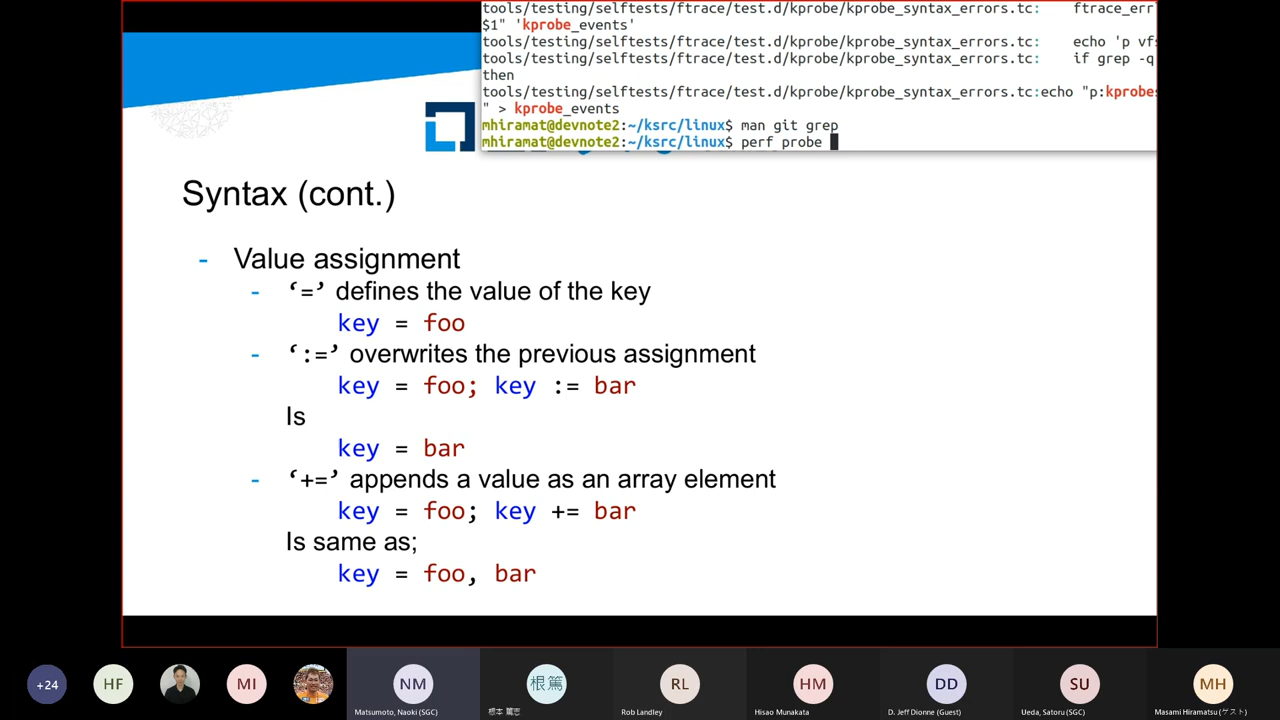 tools/testing/selftests/ftrace/test.d/kprobe/kprobe_syntax_errors.tc:    ftrace_err
$1" 'kprobe_events'
tools/testing/selftests/ftrace/test.d/kprobe/kprobe_syntax_errors.tc:    echo 'p vfs
tools/testing/selftests/ftrace/test.d/kprobe/kprobe_syntax_errors.tc:    if grep -q
then
tools/testing/selftests/ftrace/test.d/kprobe/kprobe_syntax_errors.tc:echo "p:kprobes
" > kprobe_events
mhiramat@devnote2:~/ksrc/linux$ man git grep
mhiramat@devnote2:~/ksrc/linux$ perf probe
Syntax (cont.)
- Value assignment
- ‘=’ defines the value of the key
key = foo
- ‘:=’ overwrites the previous assignment
key = foo; key := bar
Is
key = bar
- ‘+=’ appends a value as an array element
key = foo; key += bar
Is same as;
key = foo, bar
+24
HF
MI
NM
根篤
RL
HM
DD
SU
MH
Matsumoto, Naoki (SGC)
根本 篤志
Rob Landley
Hisao Munakata
D. Jeff Dionne (Guest)
Ueda, Satoru (SGC)
Masami Hiramatsu (ゲスト)